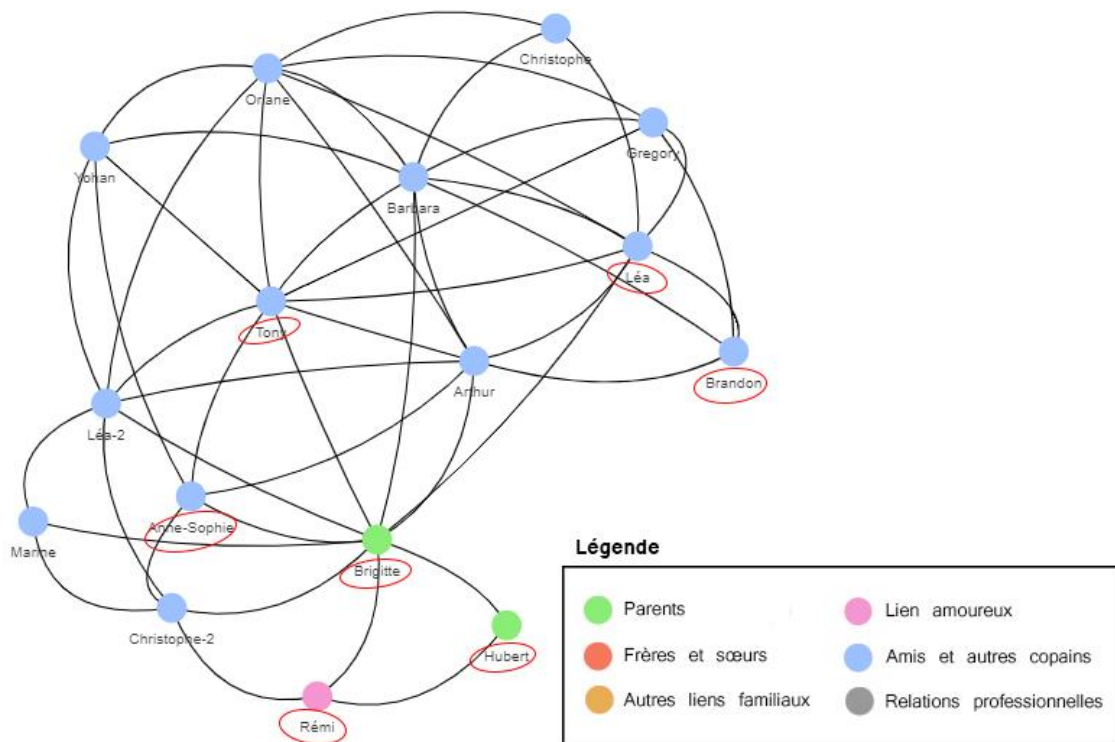 Christophe
Oriane
Gregory
Yohan
Barbara
Léa
Tony
Brandon
Arthur
Léa-2
Anne-Sophie
Marine
Brigitte
Christophe-2
Hubert
Rémi
Légende
Parents
Lien amoureux
Frères et sœurs
Amis et autres copains
Autres liens familiaux
Relations professionnelles